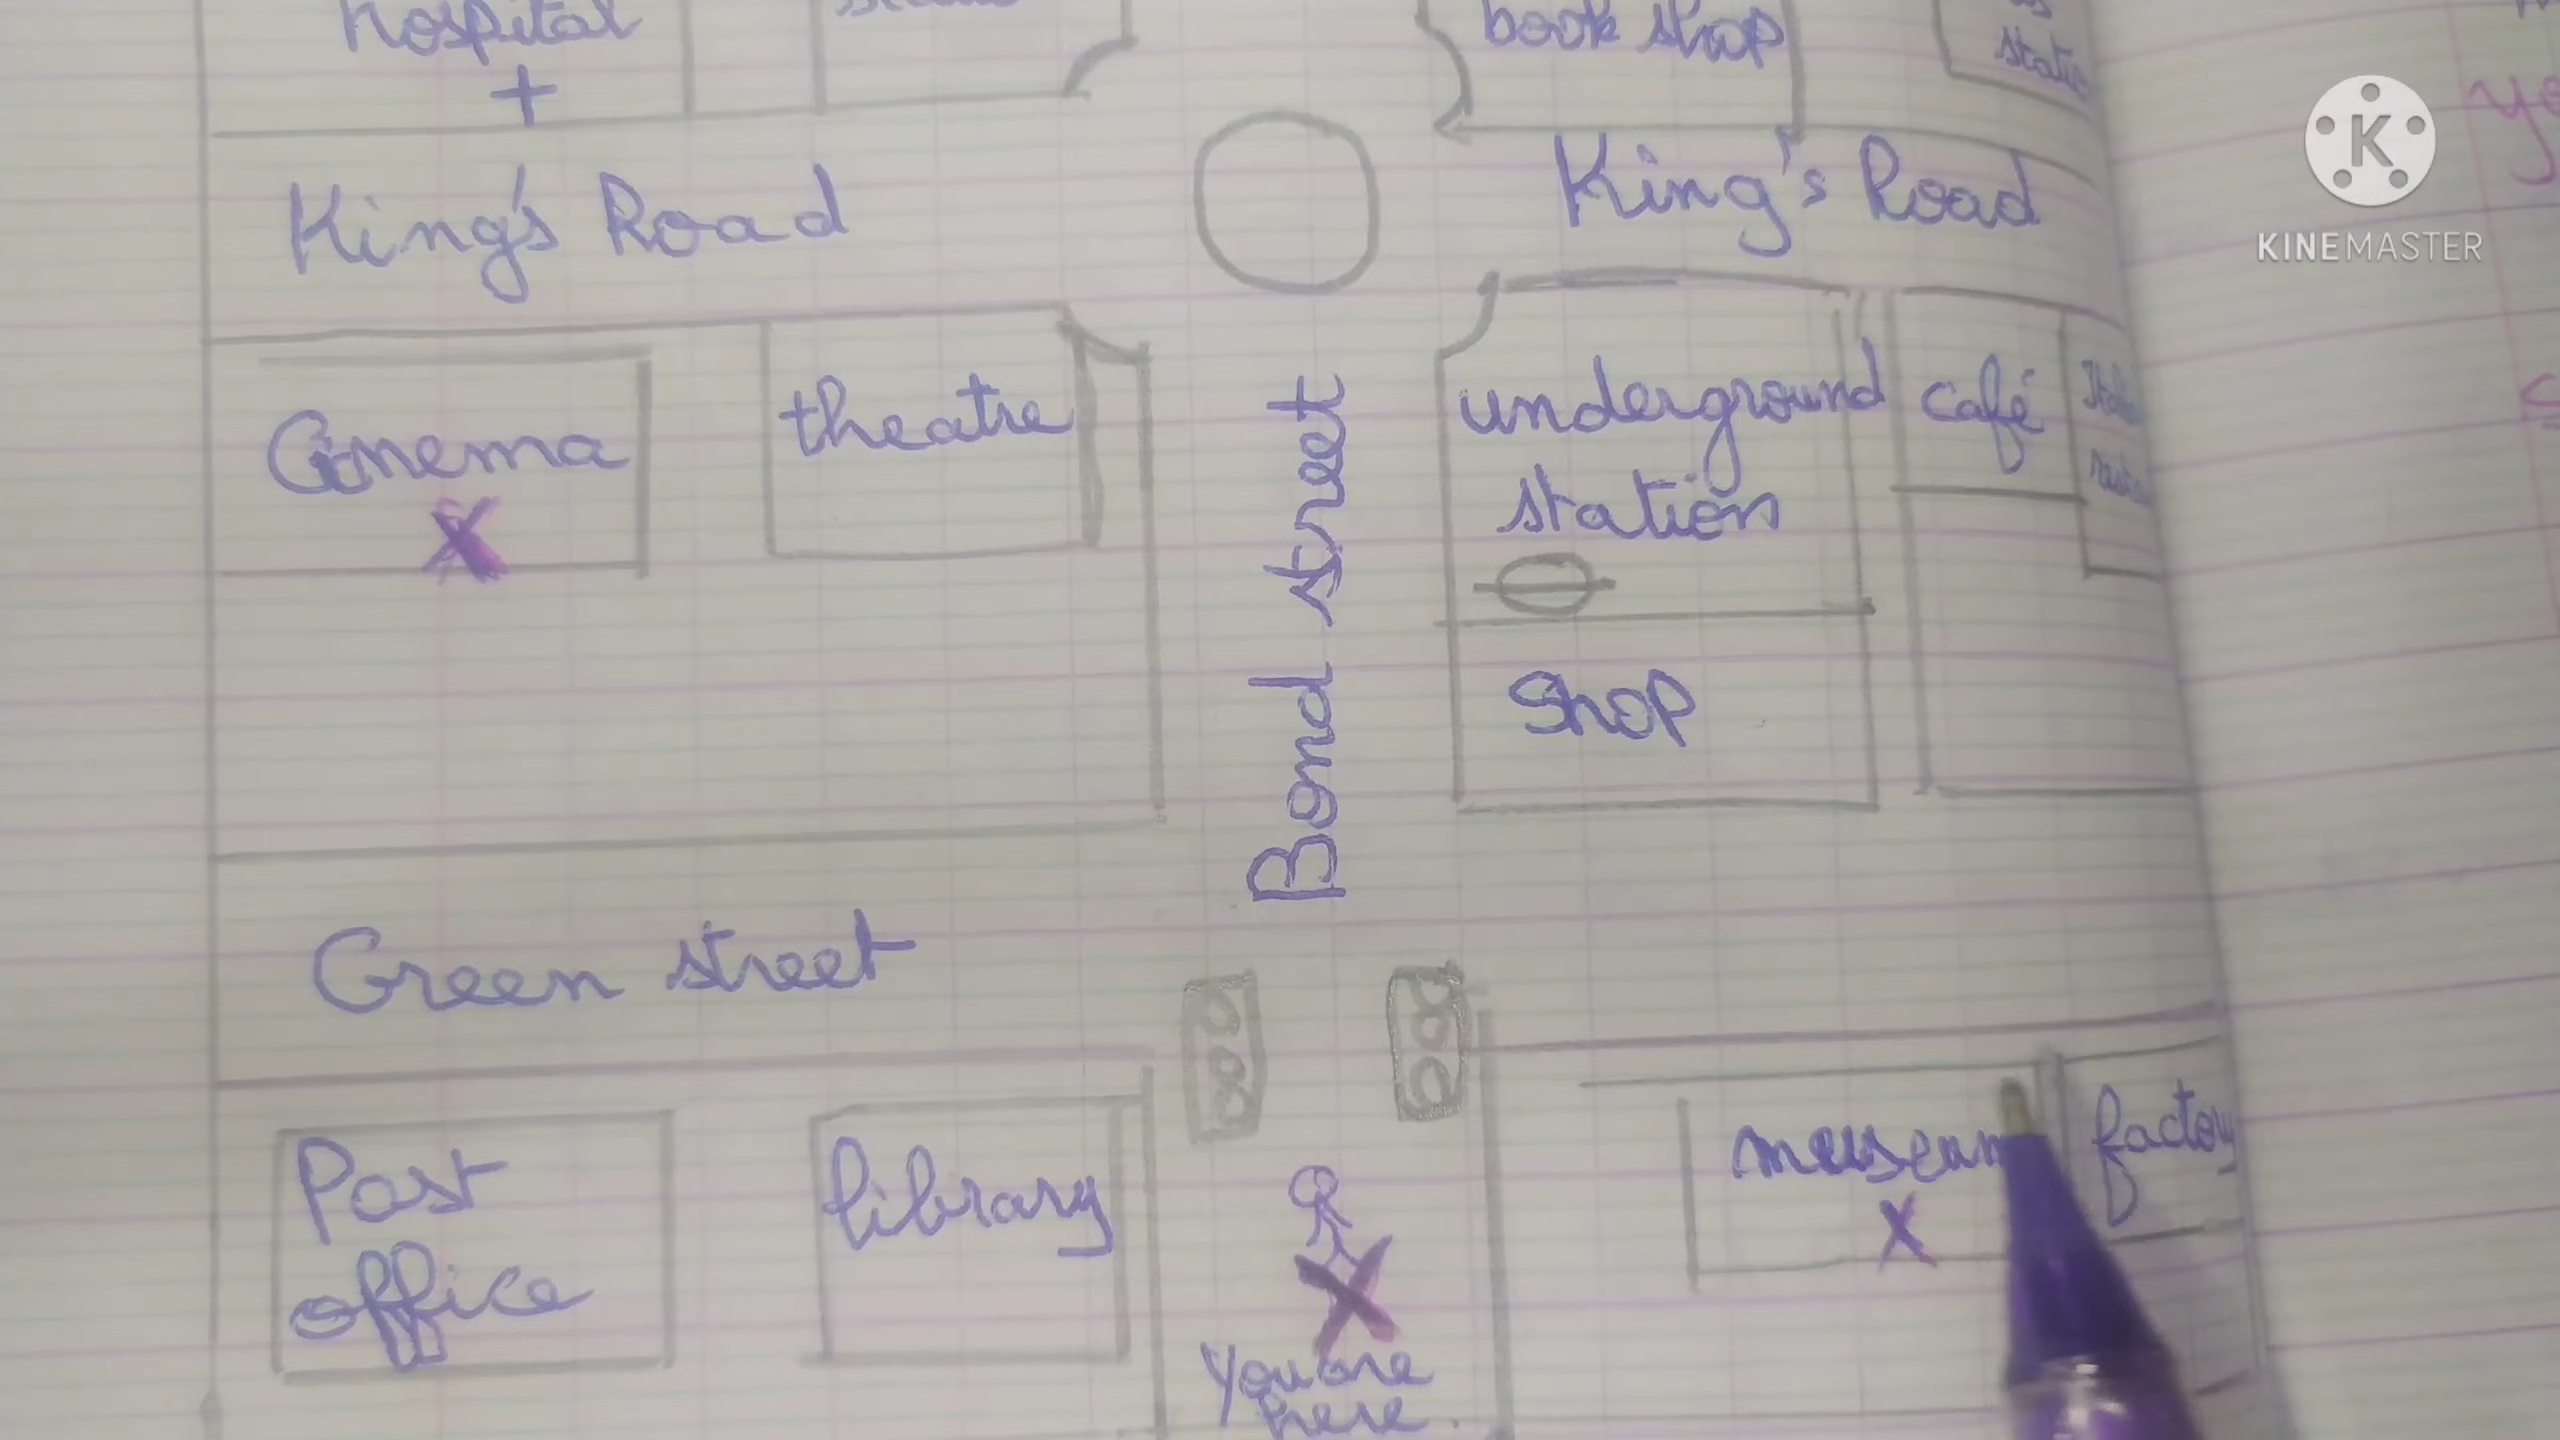 hospital
book shop
King's Road
King's Road
Cinema
theatre
underground
station
café
Bond street
Shop
Green street
Post
office
library
museum
factory
You are
here.
K
KINEMASTER